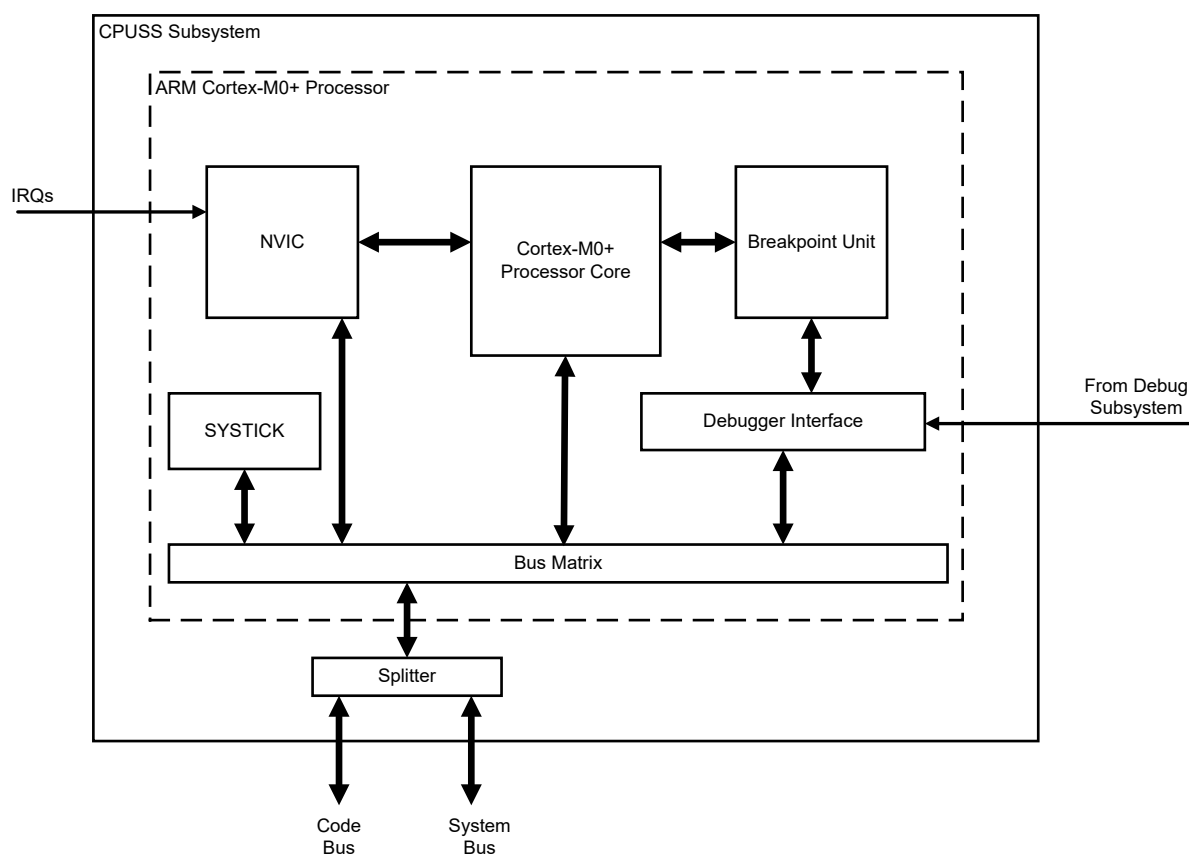 CPUSS Subsystem
ARM Cortex-M0+ Processor
IRQs
NVIC
Cortex-M0+
Processor Core
Breakpoint Unit
From Debug
Subsystem
SYSTICK
Debugger Interface
Bus Matrix
Splitter
Code
Bus
System
Bus